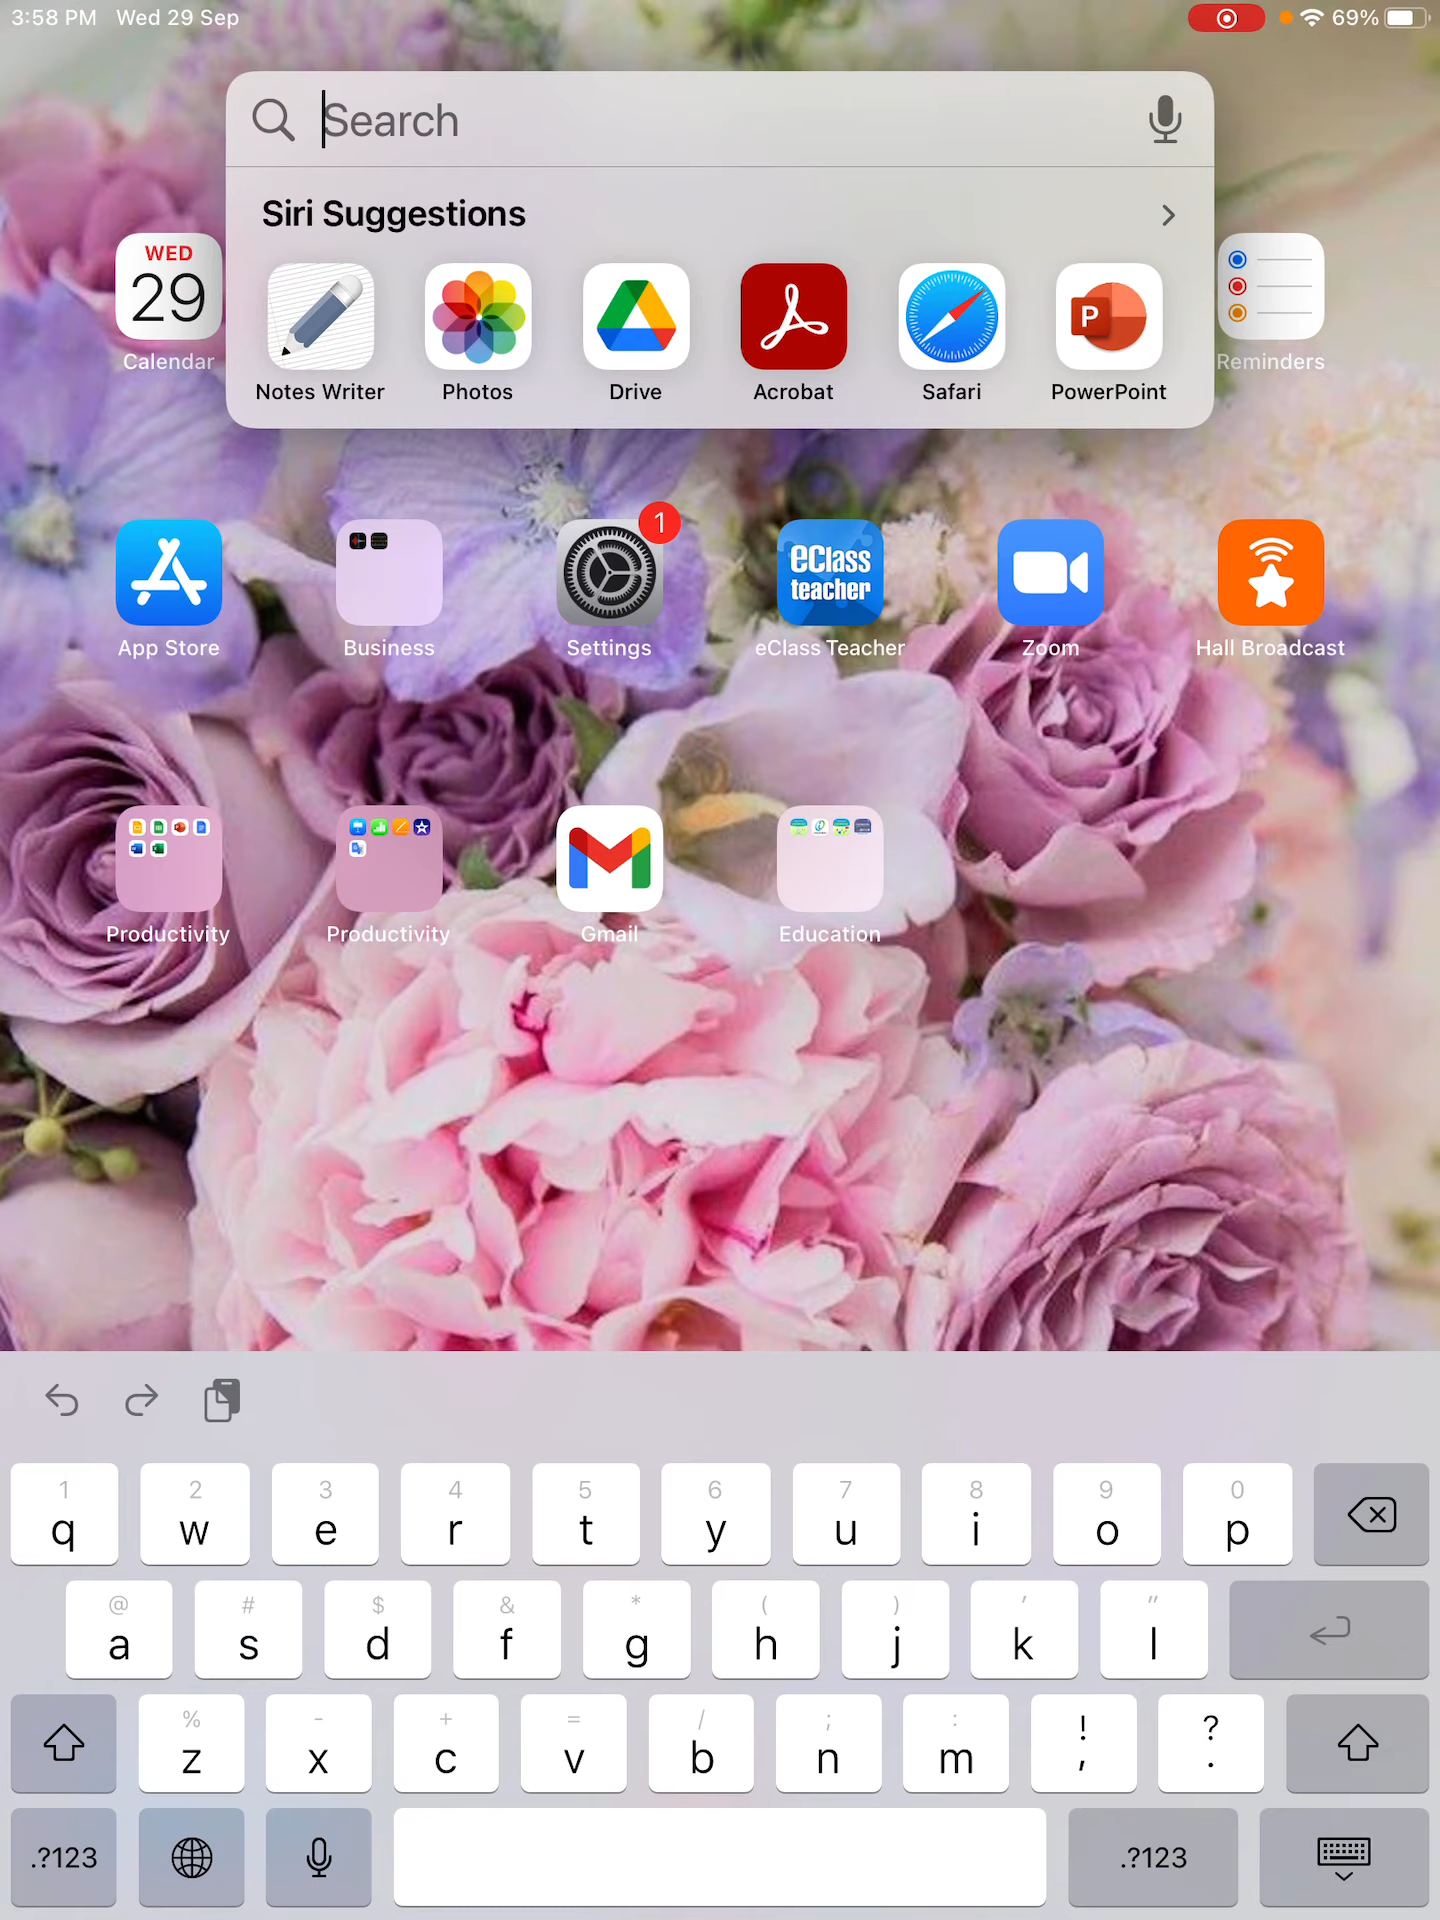 3:58 PM Wed 29 Sep
69%
Search
Siri Suggestions
WED
29
Calendar
Notes Writer
Photos
Drive
Acrobat
Safari
P
PowerPoint
Reminders
1
eClass
teacher
App Store
Business
Settings
eClass Teacher
Zoom
Hall Broadcast
Productivity
Productivity
Gmail
Education
1 2 3 4 5 6 7 8 9 0
q w e r t y u i o p
@ # $ & * ( ) ' "
a s d f g h j k l
% - + = / ; : ! ?
z x c v b n m , .
.?123 .?123